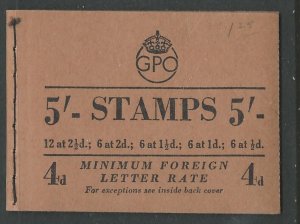 GPO
5/- STAMPS 5/-
12 at 2½d.; 6 at 2d.; 6 at 1½d.; 6 at 1d.; 6 at ½d.
4d MINIMUM FOREIGN LETTER RATE 4d
For exceptions see inside back cover